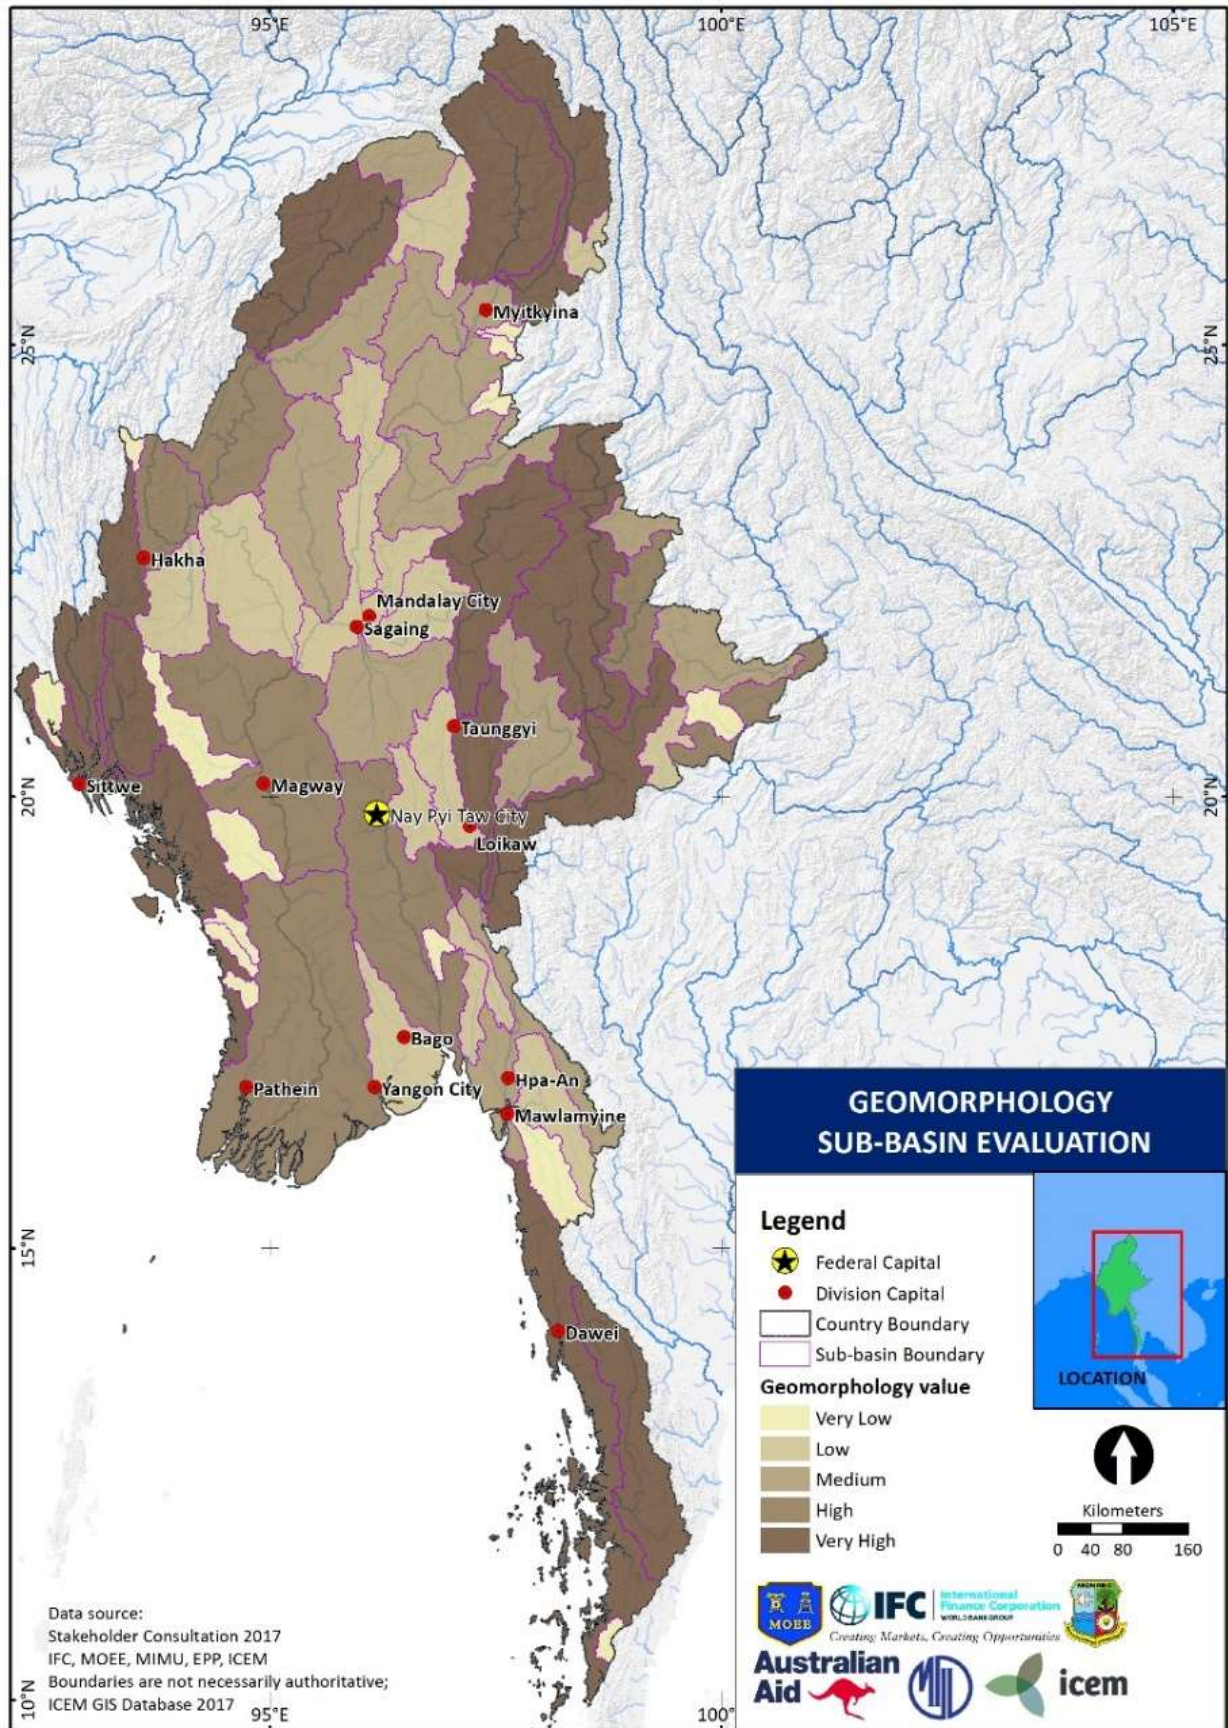 95°E
100°E
105°E
Myitkyina
25°N
25°N
Hakha
Mandalay City
Sagaing
Taunggyi
Sittwe
Magway
20°N
20°N
Nay Pyi Taw City
Loikaw
Bago
Pathein
Yangon City
Hpa-An
Mawlamyine
GEOMORPHOLOGY
SUB-BASIN EVALUATION
15°N
Legend
Federal Capital
Division Capital
Country Boundary
Sub-basin Boundary
LOCATION
Dawei
Geomorphology value
Very Low
Low
Medium
High
Very High
Kilometers
0 40 80 160
MOEE
IFC
International
Finance Corporation
WORLD BANK GROUP
Creating Markets, Creating Opportunities
Australian
Aid
icem
Data source:
Stakeholder Consultation 2017
IFC, MOEE, MIMU, EPP, ICEM
Boundaries are not necessarily authoritative;
ICEM GIS Database 2017
10°N
95°E
100°